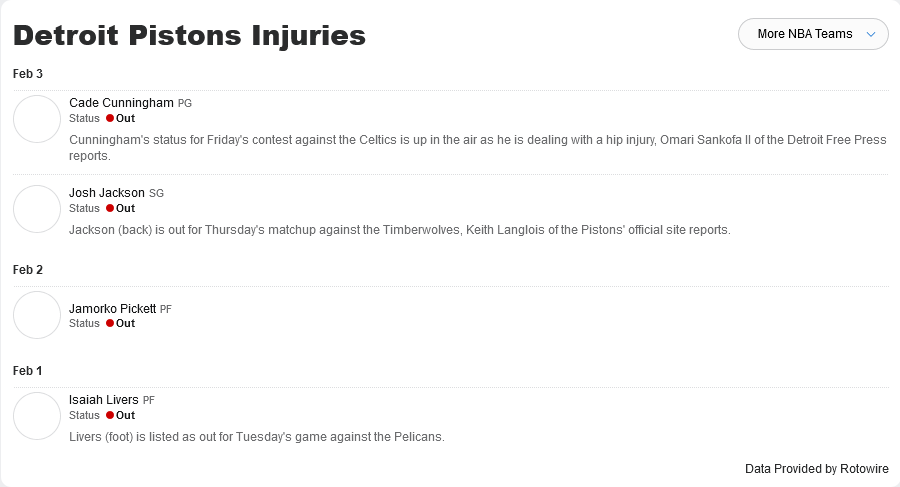 Detroit Pistons Injuries
More NBA Teams
Feb 3
Cade Cunningham PG
Status Out
Cunningham's status for Friday's contest against the Celtics is up in the air as he is dealing with a hip injury, Omari Sankofa II of the Detroit Free Press
reports.
Josh Jackson SG
Status Out
Jackson (back) is out for Thursday's matchup against the Timberwolves, Keith Langlois of the Pistons' official site reports.
Feb 2
Jamorko Pickett PF
Status Out
Feb 1
Isaiah Livers PF
Status Out
Livers (foot) is listed as out for Tuesday's game against the Pelicans.
Data Provided by Rotowire